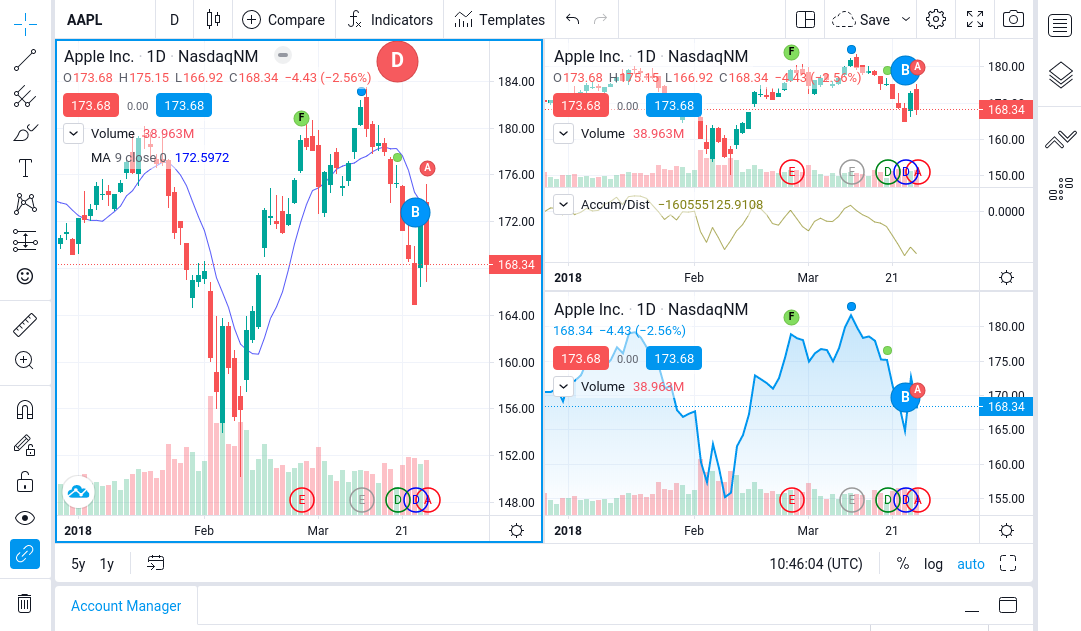 AAPL D Compare Indicators Templates Save
Apple Inc. · 1D · NasdaqNM
O173.68 H175.15 L166.92 C168.34 −4.43 (−2.56%)
173.68 0.00 173.68
Volume 38.963M
MA 9 close 0 172.5972
D
F
A
B
E E D D A
184.00
180.00
176.00
172.00
168.34
164.00
160.00
156.00
152.00
148.00
2018 Feb Mar 21
Apple Inc. · 1D · NasdaqNM
O173.68 H175.15 L166.92 C168.34 −4.43 (−2.56%)
173.68 0.00 173.68
Volume 38.963M
F
B A
E E D D A
180.00
168.34
160.00
150.00
Accum/Dist −160555125.9108
0.0000
2018 Feb Mar 21
Apple Inc. · 1D · NasdaqNM
168.34 −4.43 (−2.56%)
173.68 0.00 173.68
Volume 38.963M
F
B A
E E D D A
180.00
175.00
168.34
165.00
160.00
155.00
2018 Feb Mar 21
5y 1y 10:46:04 (UTC) % log auto
Account Manager